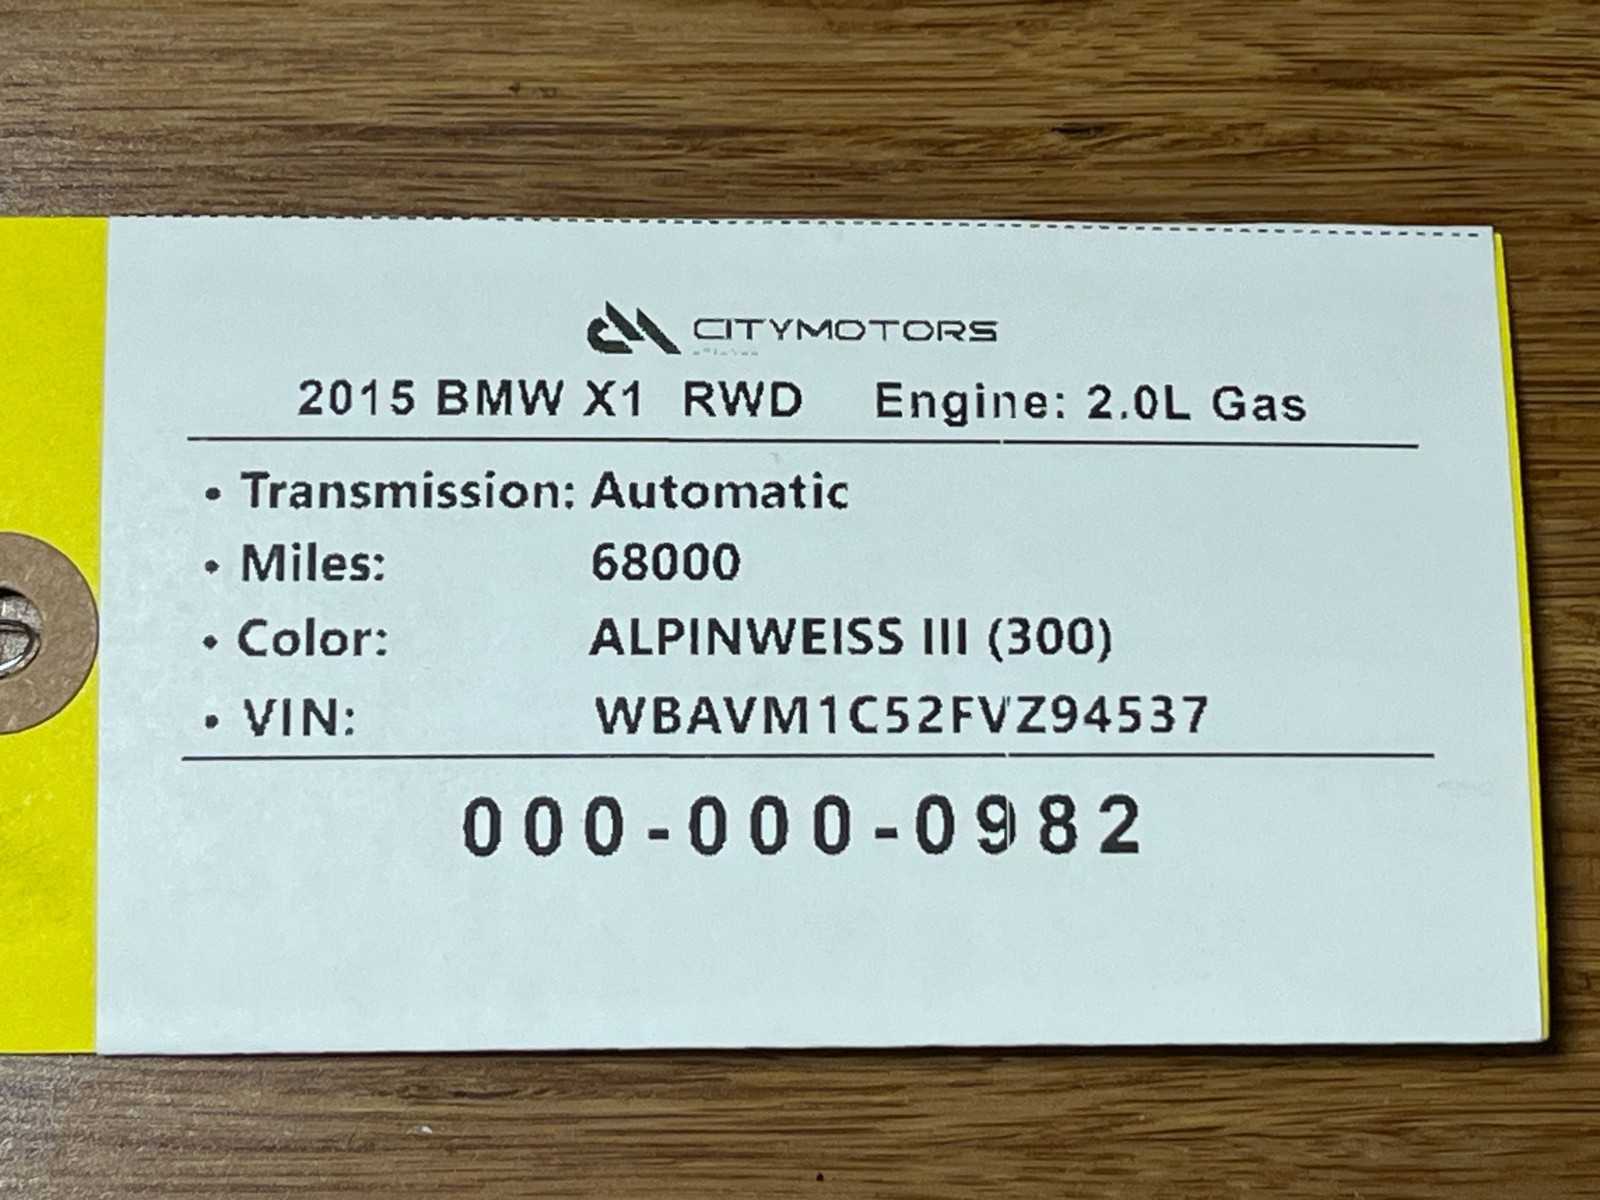 CITYMOTORS
2015 BMW X1 RWD Engine: 2.0L Gas
• Transmission: Automatic
• Miles: 68000
• Color: ALPINWEISS III (300)
• VIN: WBAVM1C52FVZ94537
000-000-0982